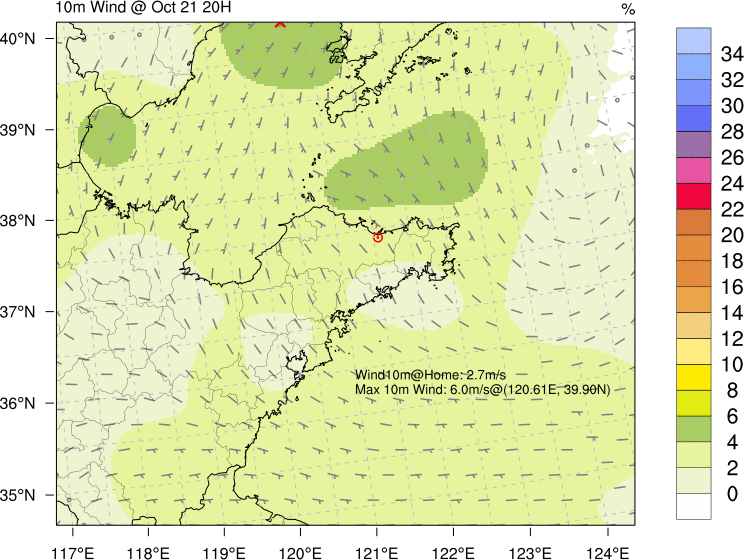 10m Wind @ Oct 21 20H
%
40°N
39°N
38°N
37°N
36°N
35°N
Wind10m@Home: 2.7m/s
Max 10m Wind: 6.0m/s@(120.61E, 39.90N)
117°E
118°E
119°E
120°E
121°E
122°E
123°E
124°E
34
32
30
28
26
24
22
20
18
16
14
12
10
8
6
4
2
0